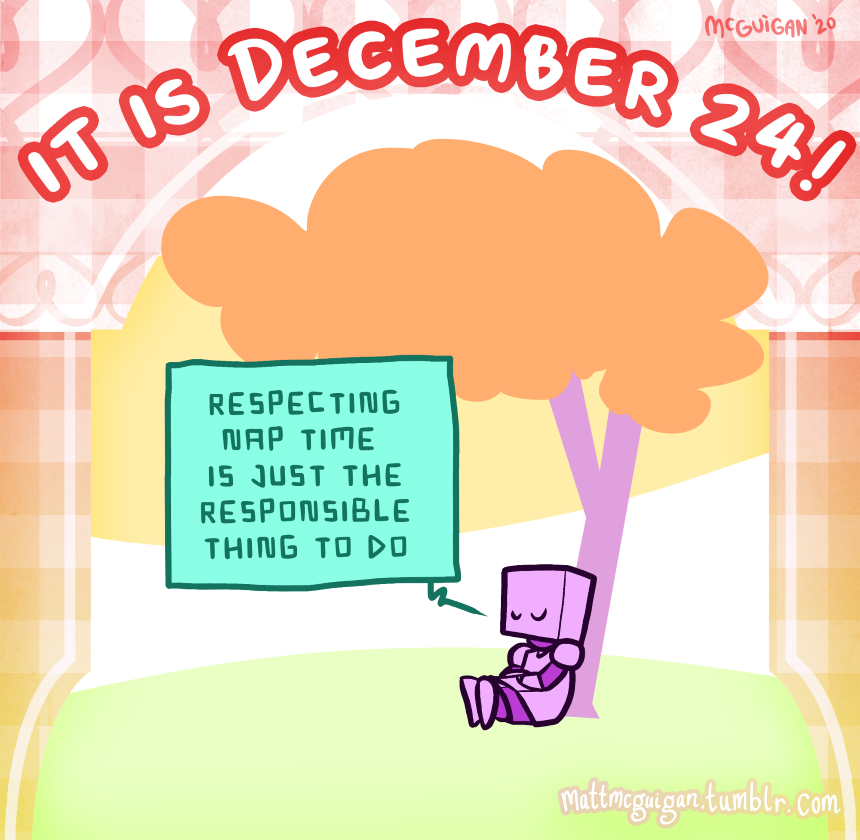 McGUiGAN '20
IT IS DECEMBER 24!
RESPECTING
NAP TIME
IS JUST THE
RESPONSIBLE
THING TO DO
mattmcguigan.tumblr.com